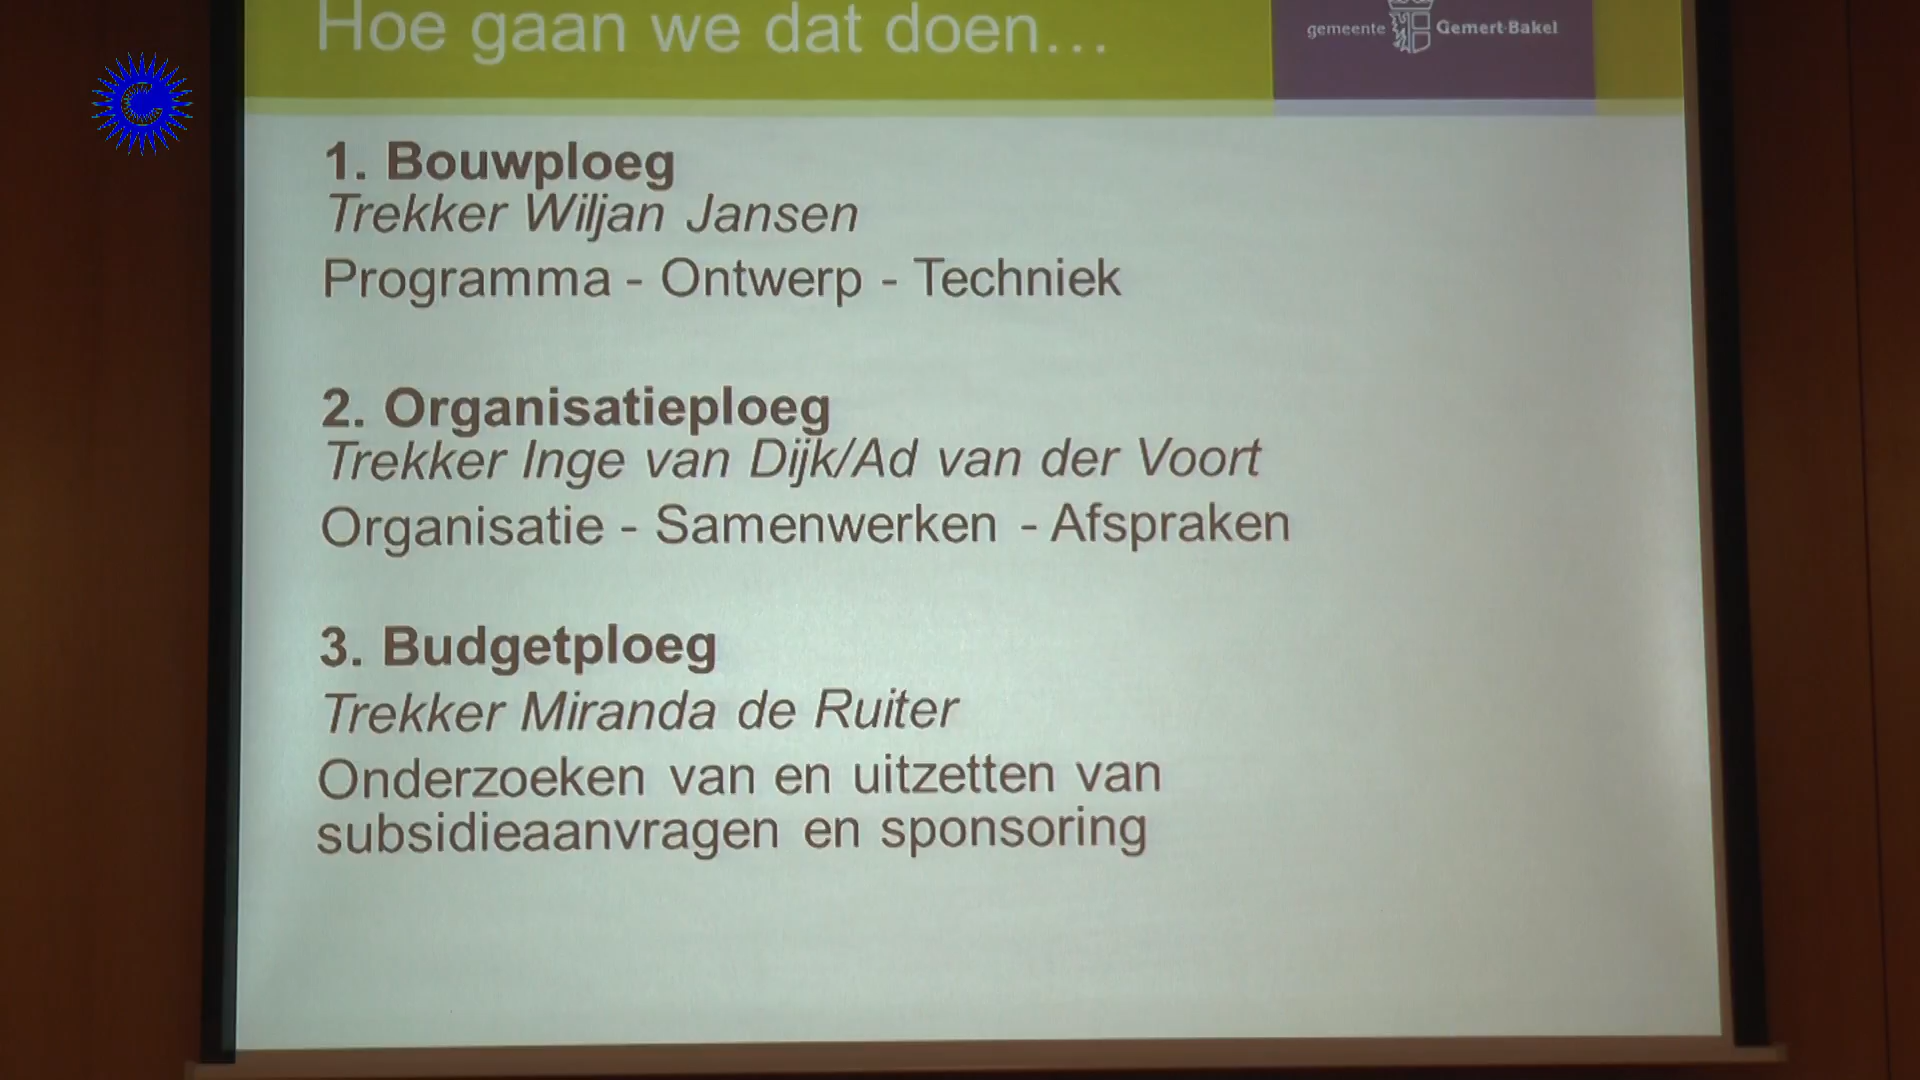 Hoe gaan we dat doen...
gemeente Gemert-Bakel
1. Bouwploeg
Trekker Wiljan Jansen
Programma - Ontwerp - Techniek
2. Organisatieploeg
Trekker Inge van Dijk/Ad van der Voort
Organisatie - Samenwerken - Afspraken
3. Budgetploeg
Trekker Miranda de Ruiter
Onderzoeken van en uitzetten van
subsidieaanvragen en sponsoring